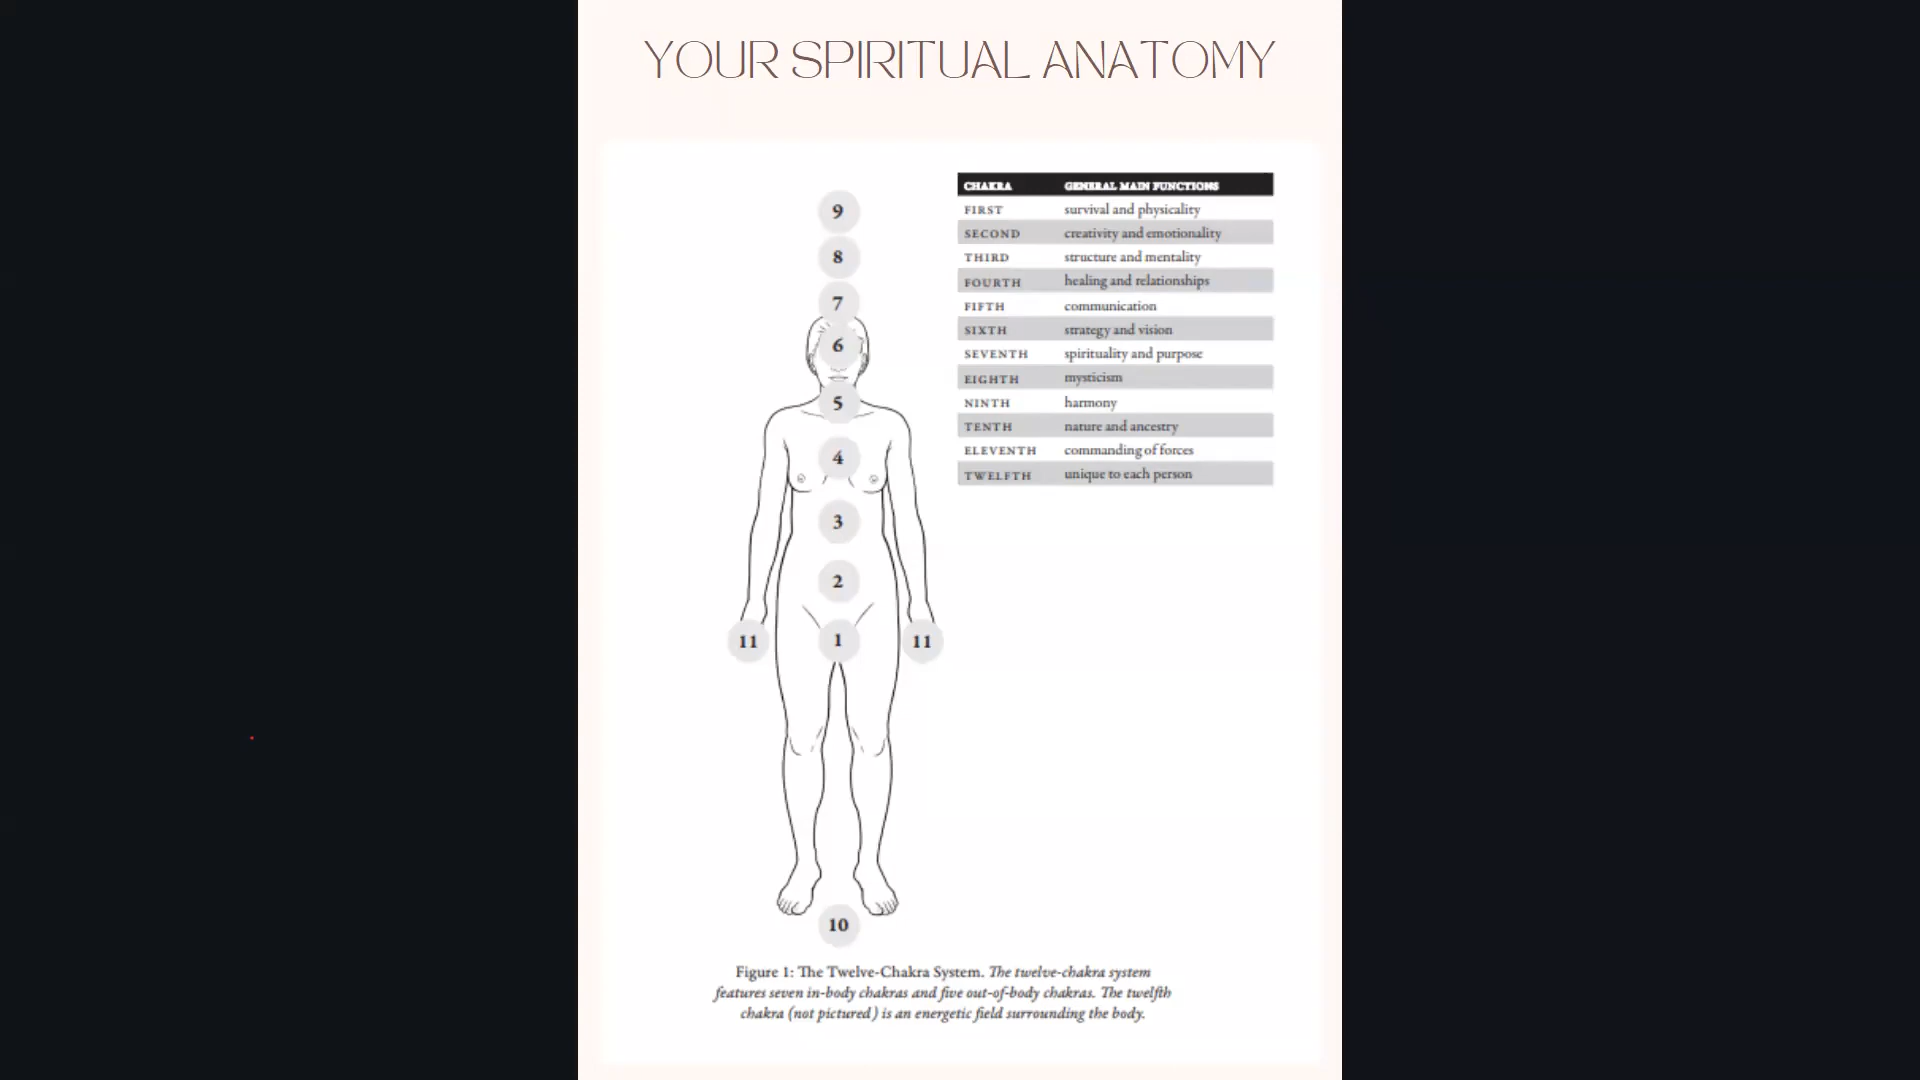 YOUR SPIRITUAL ANATOMY
CHAKRA GENERAL MAIN FUNCTIONS
FIRST survival and physicality
SECOND creativity and emotionality
THIRD structure and mentality
FOURTH healing and relationships
FIFTH communication
SIXTH strategy and vision
SEVENTH spirituality and purpose
EIGHTH mysticism
NINTH harmony
TENTH nature and ancestry
ELEVENTH commanding of forces
TWELFTH unique to each person
9
8
7
6
5
4
3
2
11 1 11
10
Figure 1: The Twelve-Chakra System. The twelve-chakra system
features seven in-body chakras and five out-of-body chakras. The twelfth
chakra (not pictured) is an energetic field surrounding the body.